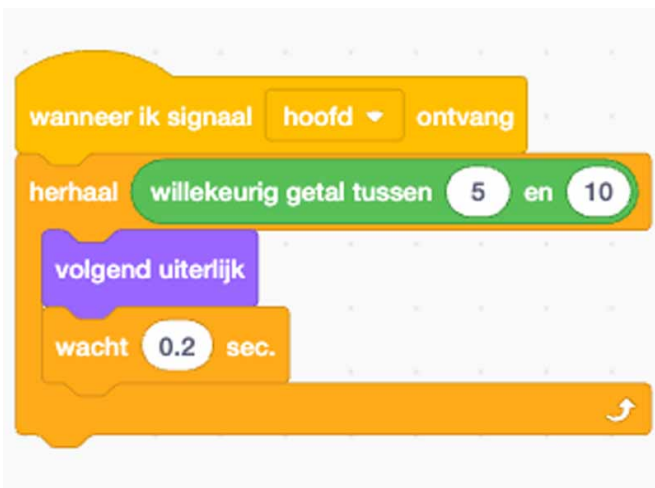 wanneer ik signaal hoofd ontvang
herhaal willekeurig getal tussen 5 en 10
volgend uiterlijk
wacht 0.2 sec.